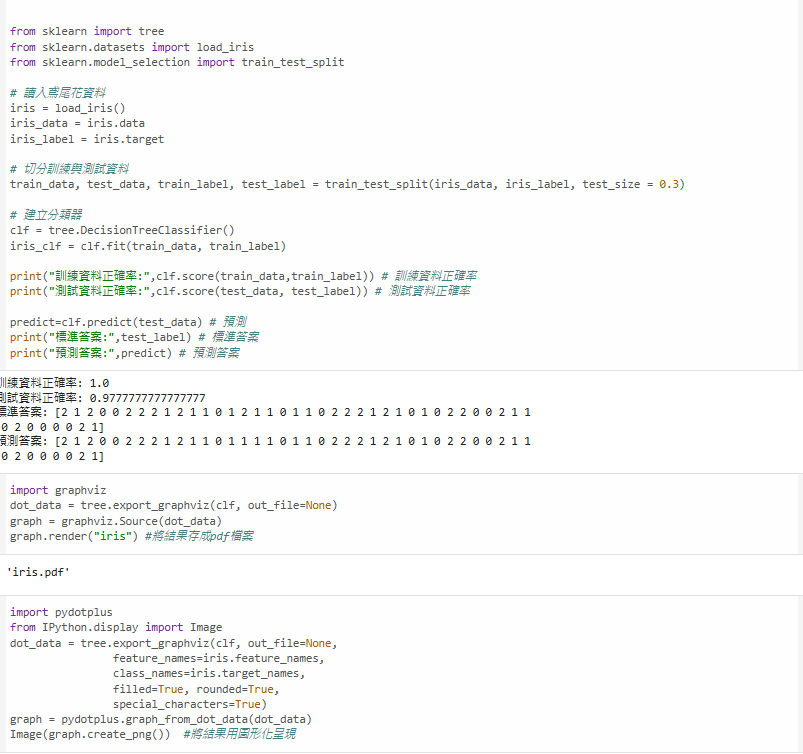 from sklearn import tree
from sklearn.datasets import load_iris
from sklearn.model_selection import train_test_split
# 讀入鳶尾花資料
iris = load_iris()
iris_data = iris.data
iris_label = iris.target
# 切分訓練與測試資料
train_data, test_data, train_label, test_label = train_test_split(iris_data, iris_label, test_size = 0.3)
# 建立分類器
clf = tree.DecisionTreeClassifier()
iris_clf = clf.fit(train_data, train_label)
print("訓練資料正確率:",clf.score(train_data,train_label)) # 訓練資料正確率
print("測試資料正確率:",clf.score(test_data, test_label)) # 測試資料正確率
predict=clf.predict(test_data) # 預測
print("標準答案:",test_label) # 標準答案
print("預測答案:",predict) # 預測答案
訓練資料正確率: 1.0
測試資料正確率: 0.9777777777777777
標準答案: [2 1 2 0 0 2 2 2 1 2 1 1 0 1 2 1 1 0 1 1 0 2 2 2 1 2 1 0 1 0 2 2 0 0 2 1 1
0 2 0 0 0 0 2 1]
預測答案: [2 1 2 0 0 2 2 2 1 2 1 1 0 1 1 1 1 0 1 1 0 2 2 2 1 2 1 0 1 0 2 2 0 0 2 1 1
0 2 0 0 0 0 2 1]
import graphviz
dot_data = tree.export_graphviz(clf, out_file=None)
graph = graphviz.Source(dot_data)
graph.render("iris") #將結果存成pdf檔案
'iris.pdf'
import pydotplus
from IPython.display import Image
dot_data = tree.export_graphviz(clf, out_file=None,
feature_names=iris.feature_names,
class_names=iris.target_names,
filled=True, rounded=True,
special_characters=True)
graph = pydotplus.graph_from_dot_data(dot_data)
Image(graph.create_png()) #將結果用圖形化呈現